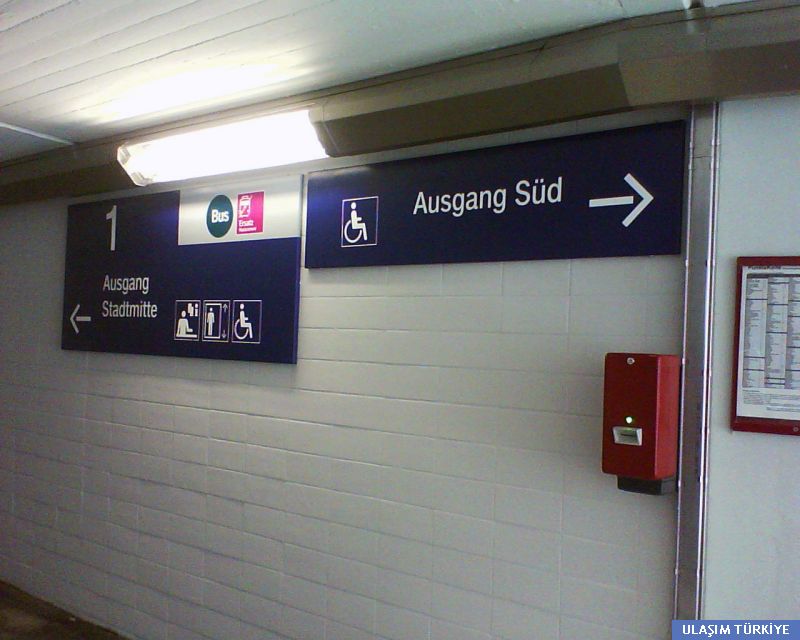 1
Bus
Ersatz
Ausgang
Stadtmitte
Ausgang Süd
ULAŞIM TÜRKİYE